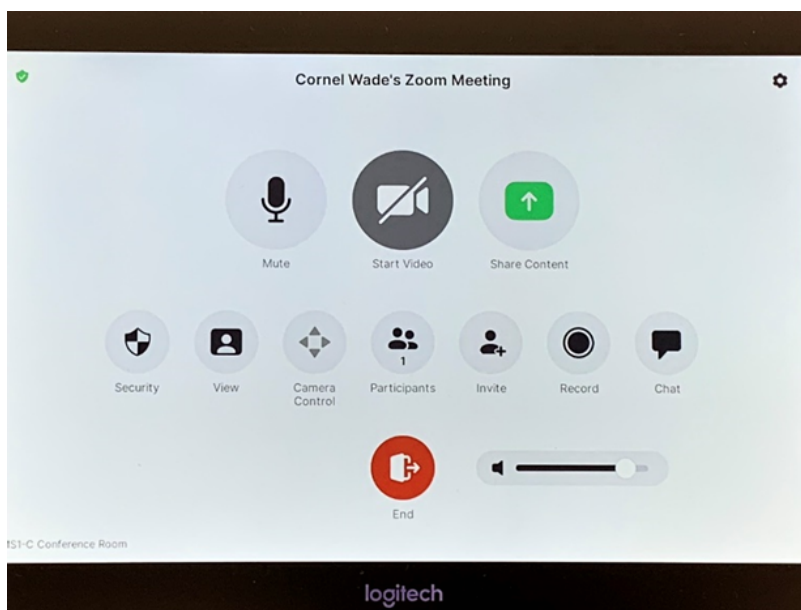 Cornel Wade's Zoom Meeting
Mute
Start Video
Share Content
Security
View
Camera
Control
1
Participants
Invite
Record
Chat
End
Conference Room
logitech